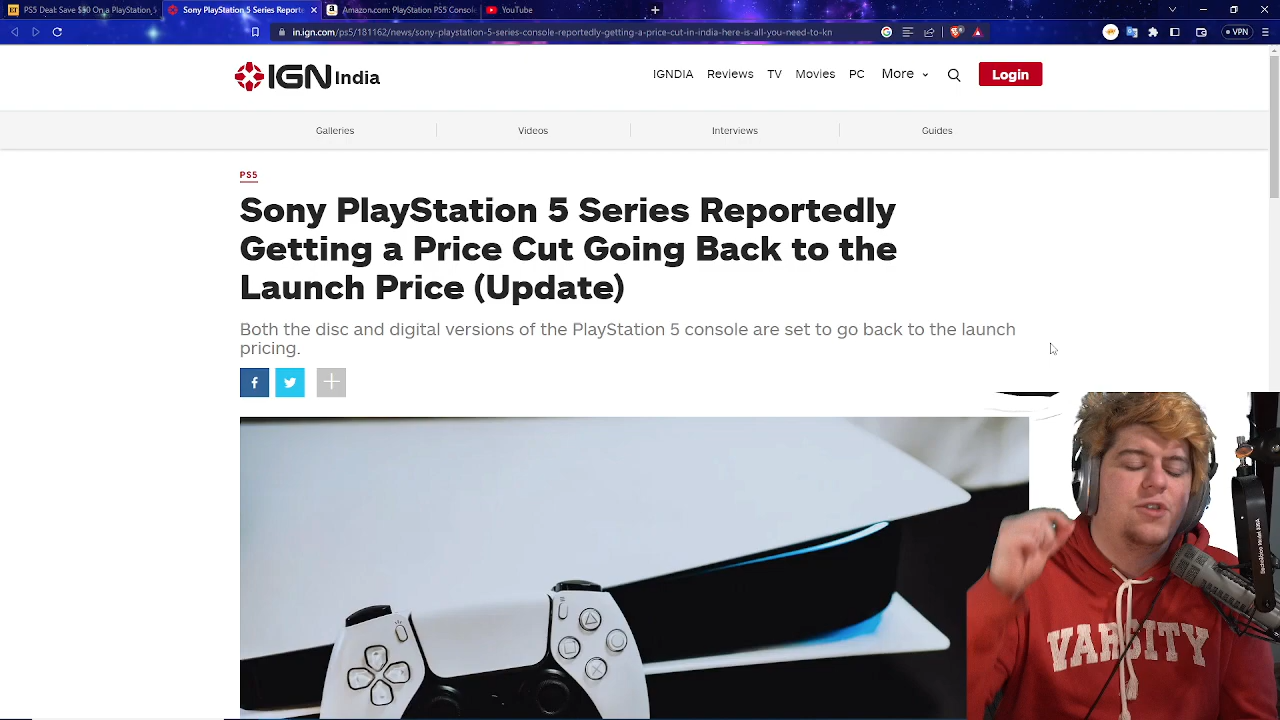 PS5 Deal: Save $50 On a PlayStation 5
Sony PlayStation 5 Series Reporte
Amazon.com: PlayStation PS5 Consol
YouTube
in.ign.com/ps5/181162/news/sony-playstation-5-series-console-reportedly-getting-a-price-cut-in-india-here-is-all-you-need-to-kn
VPN
IGN India
IGNDIA
Reviews
TV
Movies
PC
More
Login
Galleries
Videos
Interviews
Guides
PS5
Sony PlayStation 5 Series Reportedly
Getting a Price Cut Going Back to the
Launch Price (Update)
Both the disc and digital versions of the PlayStation 5 console are set to go back to the launch
pricing.
VARSITY